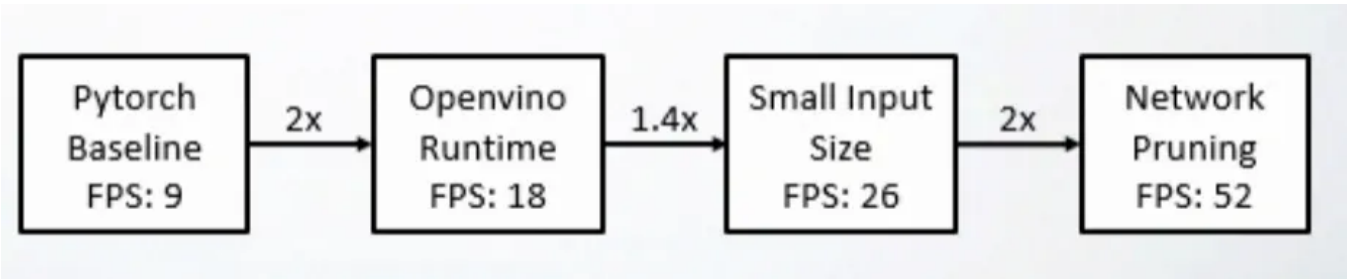 Pytorch
Baseline
FPS: 9
2x
Openvino
Runtime
FPS: 18
1.4x
Small Input
Size
FPS: 26
2x
Network
Pruning
FPS: 52